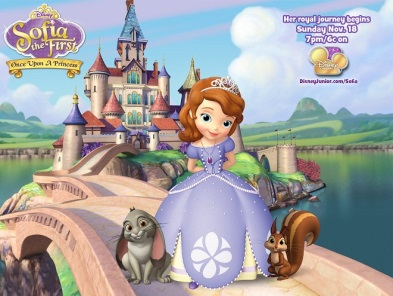 Disney
Sofia
the First
Once Upon A Princess
Her royal journey begins
Sunday Nov. 18
7pm/6c on
Disney
DisneyJunior.com/Sofia